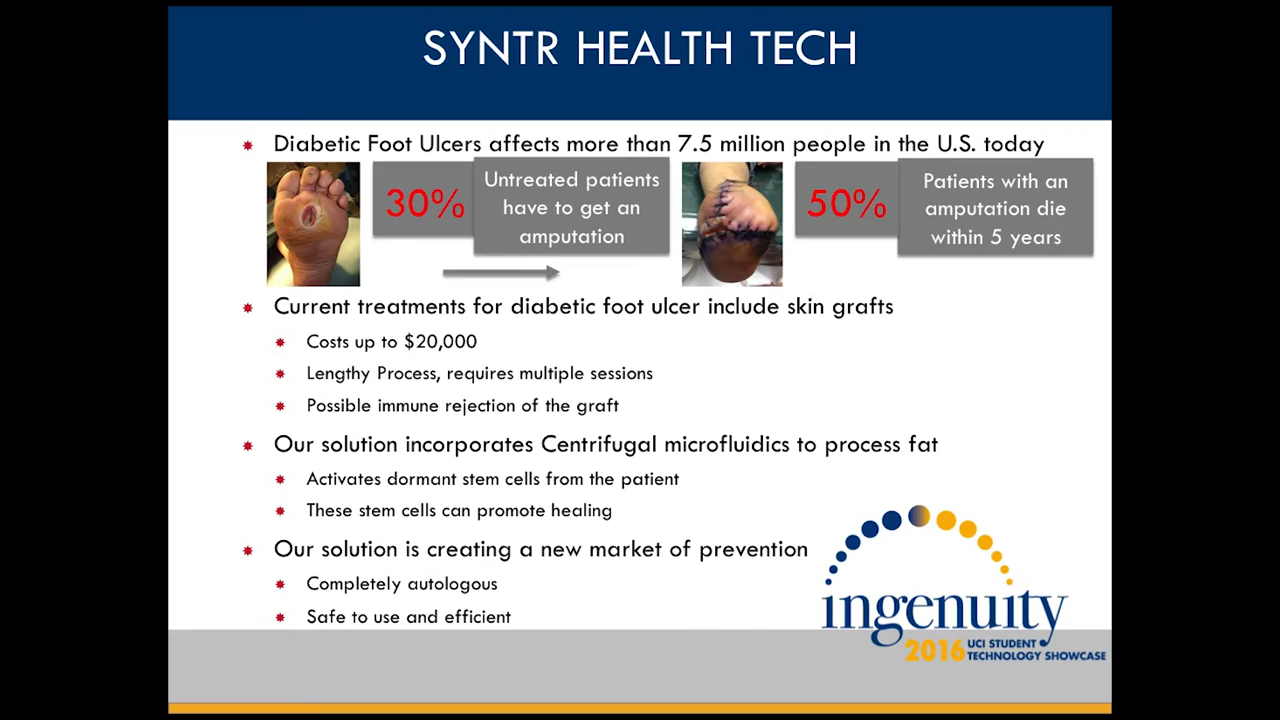 SYNTR HEALTH TECH
Diabetic Foot Ulcers affects more than 7.5 million people in the U.S. today
30%
Untreated patients
have to get an
amputation
50%
Patients with an
amputation die
within 5 years
Current treatments for diabetic foot ulcer include skin grafts
Costs up to $20,000
Lengthy Process, requires multiple sessions
Possible immune rejection of the graft
Our solution incorporates Centrifugal microfluidics to process fat
Activates dormant stem cells from the patient
These stem cells can promote healing
Our solution is creating a new market of prevention
Completely autologous
Safe to use and efficient
ingenuity
2016 UCI STUDENT
TECHNOLOGY SHOWCASE